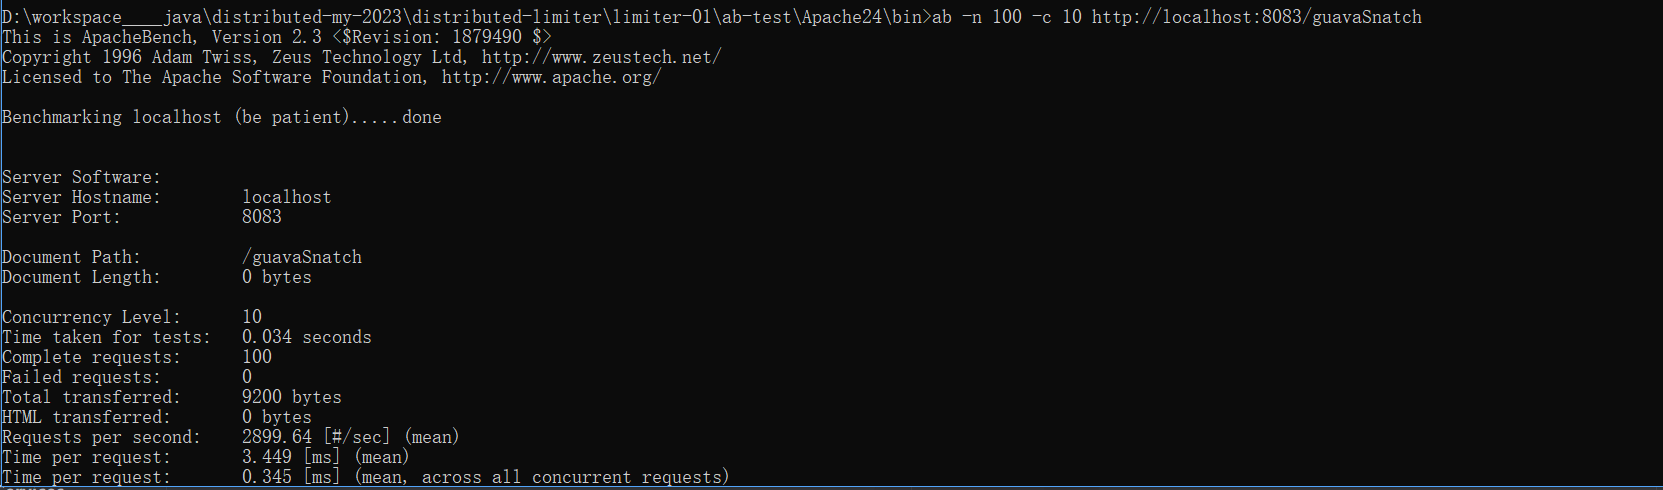 D:\workspace____java\distributed-my-2023\distributed-limiter\limiter-01\ab-test\Apache24\bin>ab -n 100 -c 10 http://localhost:8083/guavaSnatch
This is ApacheBench, Version 2.3 <$Revision: 1879490 $>
Copyright 1996 Adam Twiss, Zeus Technology Ltd, http://www.zeustech.net/
Licensed to The Apache Software Foundation, http://www.apache.org/
Benchmarking localhost (be patient).....done
Server Software:
Server Hostname: localhost
Server Port: 8083
Document Path: /guavaSnatch
Document Length: 0 bytes
Concurrency Level: 10
Time taken for tests: 0.034 seconds
Complete requests: 100
Failed requests: 0
Total transferred: 9200 bytes
HTML transferred: 0 bytes
Requests per second: 2899.64 [#/sec] (mean)
Time per request: 3.449 [ms] (mean)
Time per request: 0.345 [ms] (mean, across all concurrent requests)